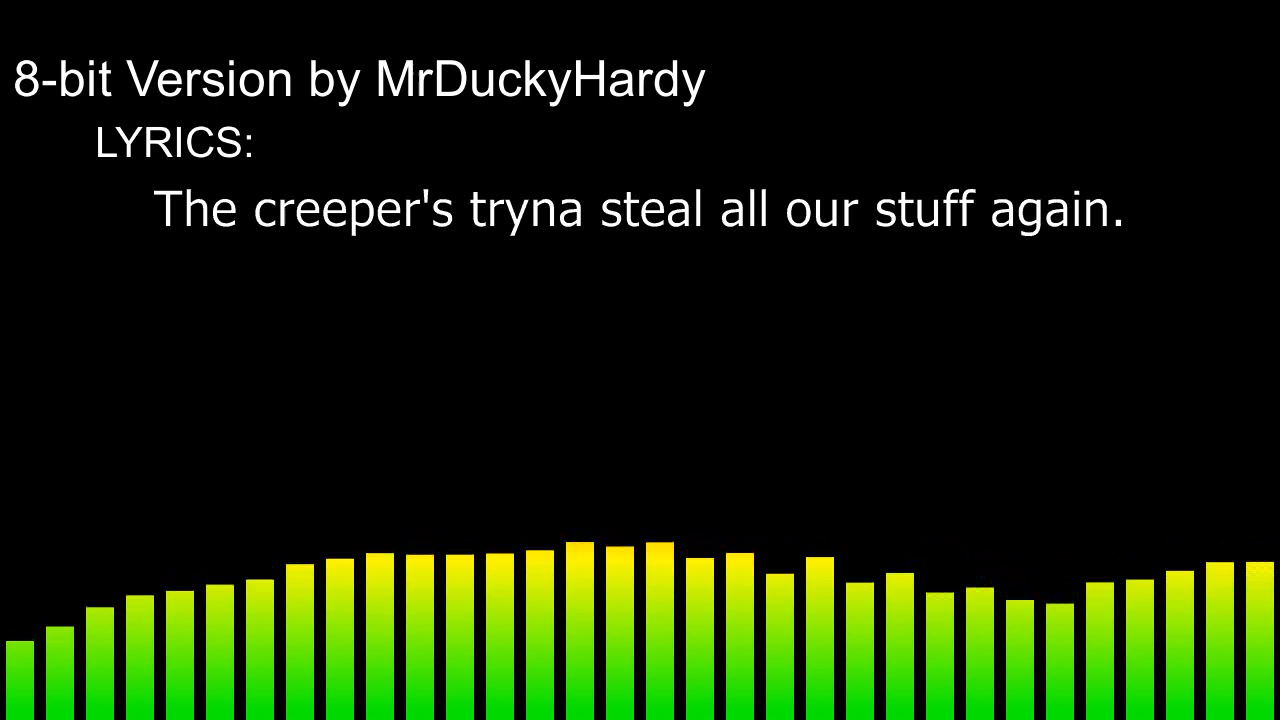 8-bit Version by MrDuckyHardy
LYRICS:
The creeper's tryna steal all our stuff again.